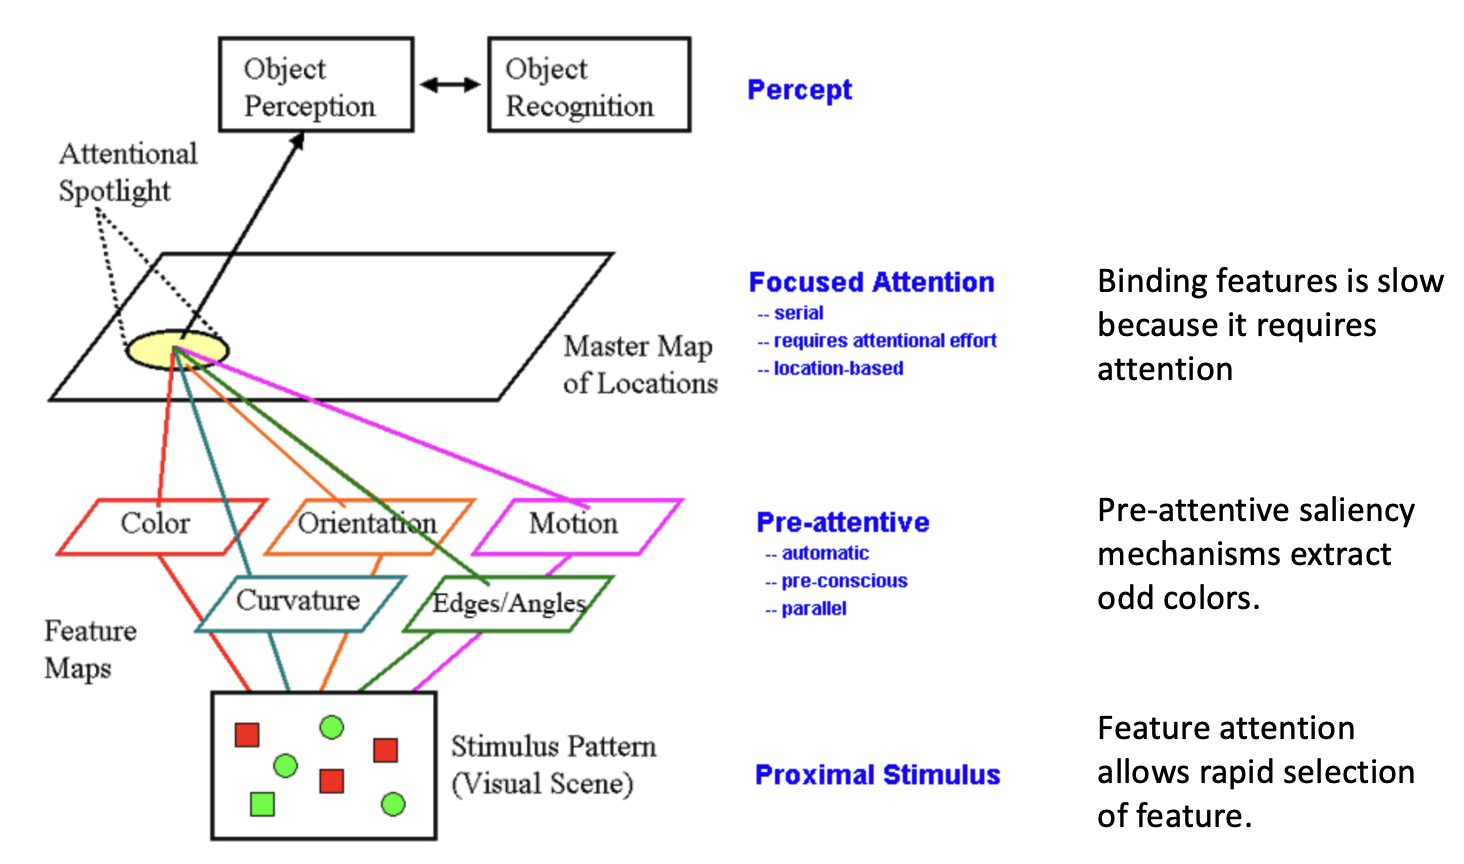 Object
Perception
Object
Recognition
Percept
Attentional
Spotlight
Master Map
of Locations
Focused Attention
-- serial
-- requires attentional effort
-- location-based
Binding features is slow
because it requires
attention
Color
Orientation
Motion
Curvature
Edges/Angles
Feature
Maps
Pre-attentive
-- automatic
-- pre-conscious
-- parallel
Pre-attentive saliency
mechanisms extract
odd colors.
Stimulus Pattern
(Visual Scene)
Proximal Stimulus
Feature attention
allows rapid selection
of feature.